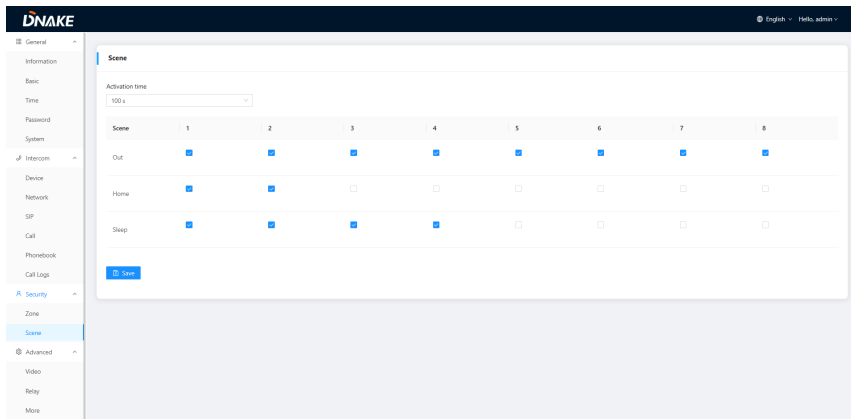 DNAKE
English
Hello, admin
General
Information
Basic
Time
Password
System
Intercom
Device
Network
SIP
Call
Phonebook
Call Logs
Security
Zone
Scene
Advanced
Video
Relay
More
Scene
Activation time
100 s
Scene 1 2 3 4 5 6 7 8
Out
Home
Sleep
Save